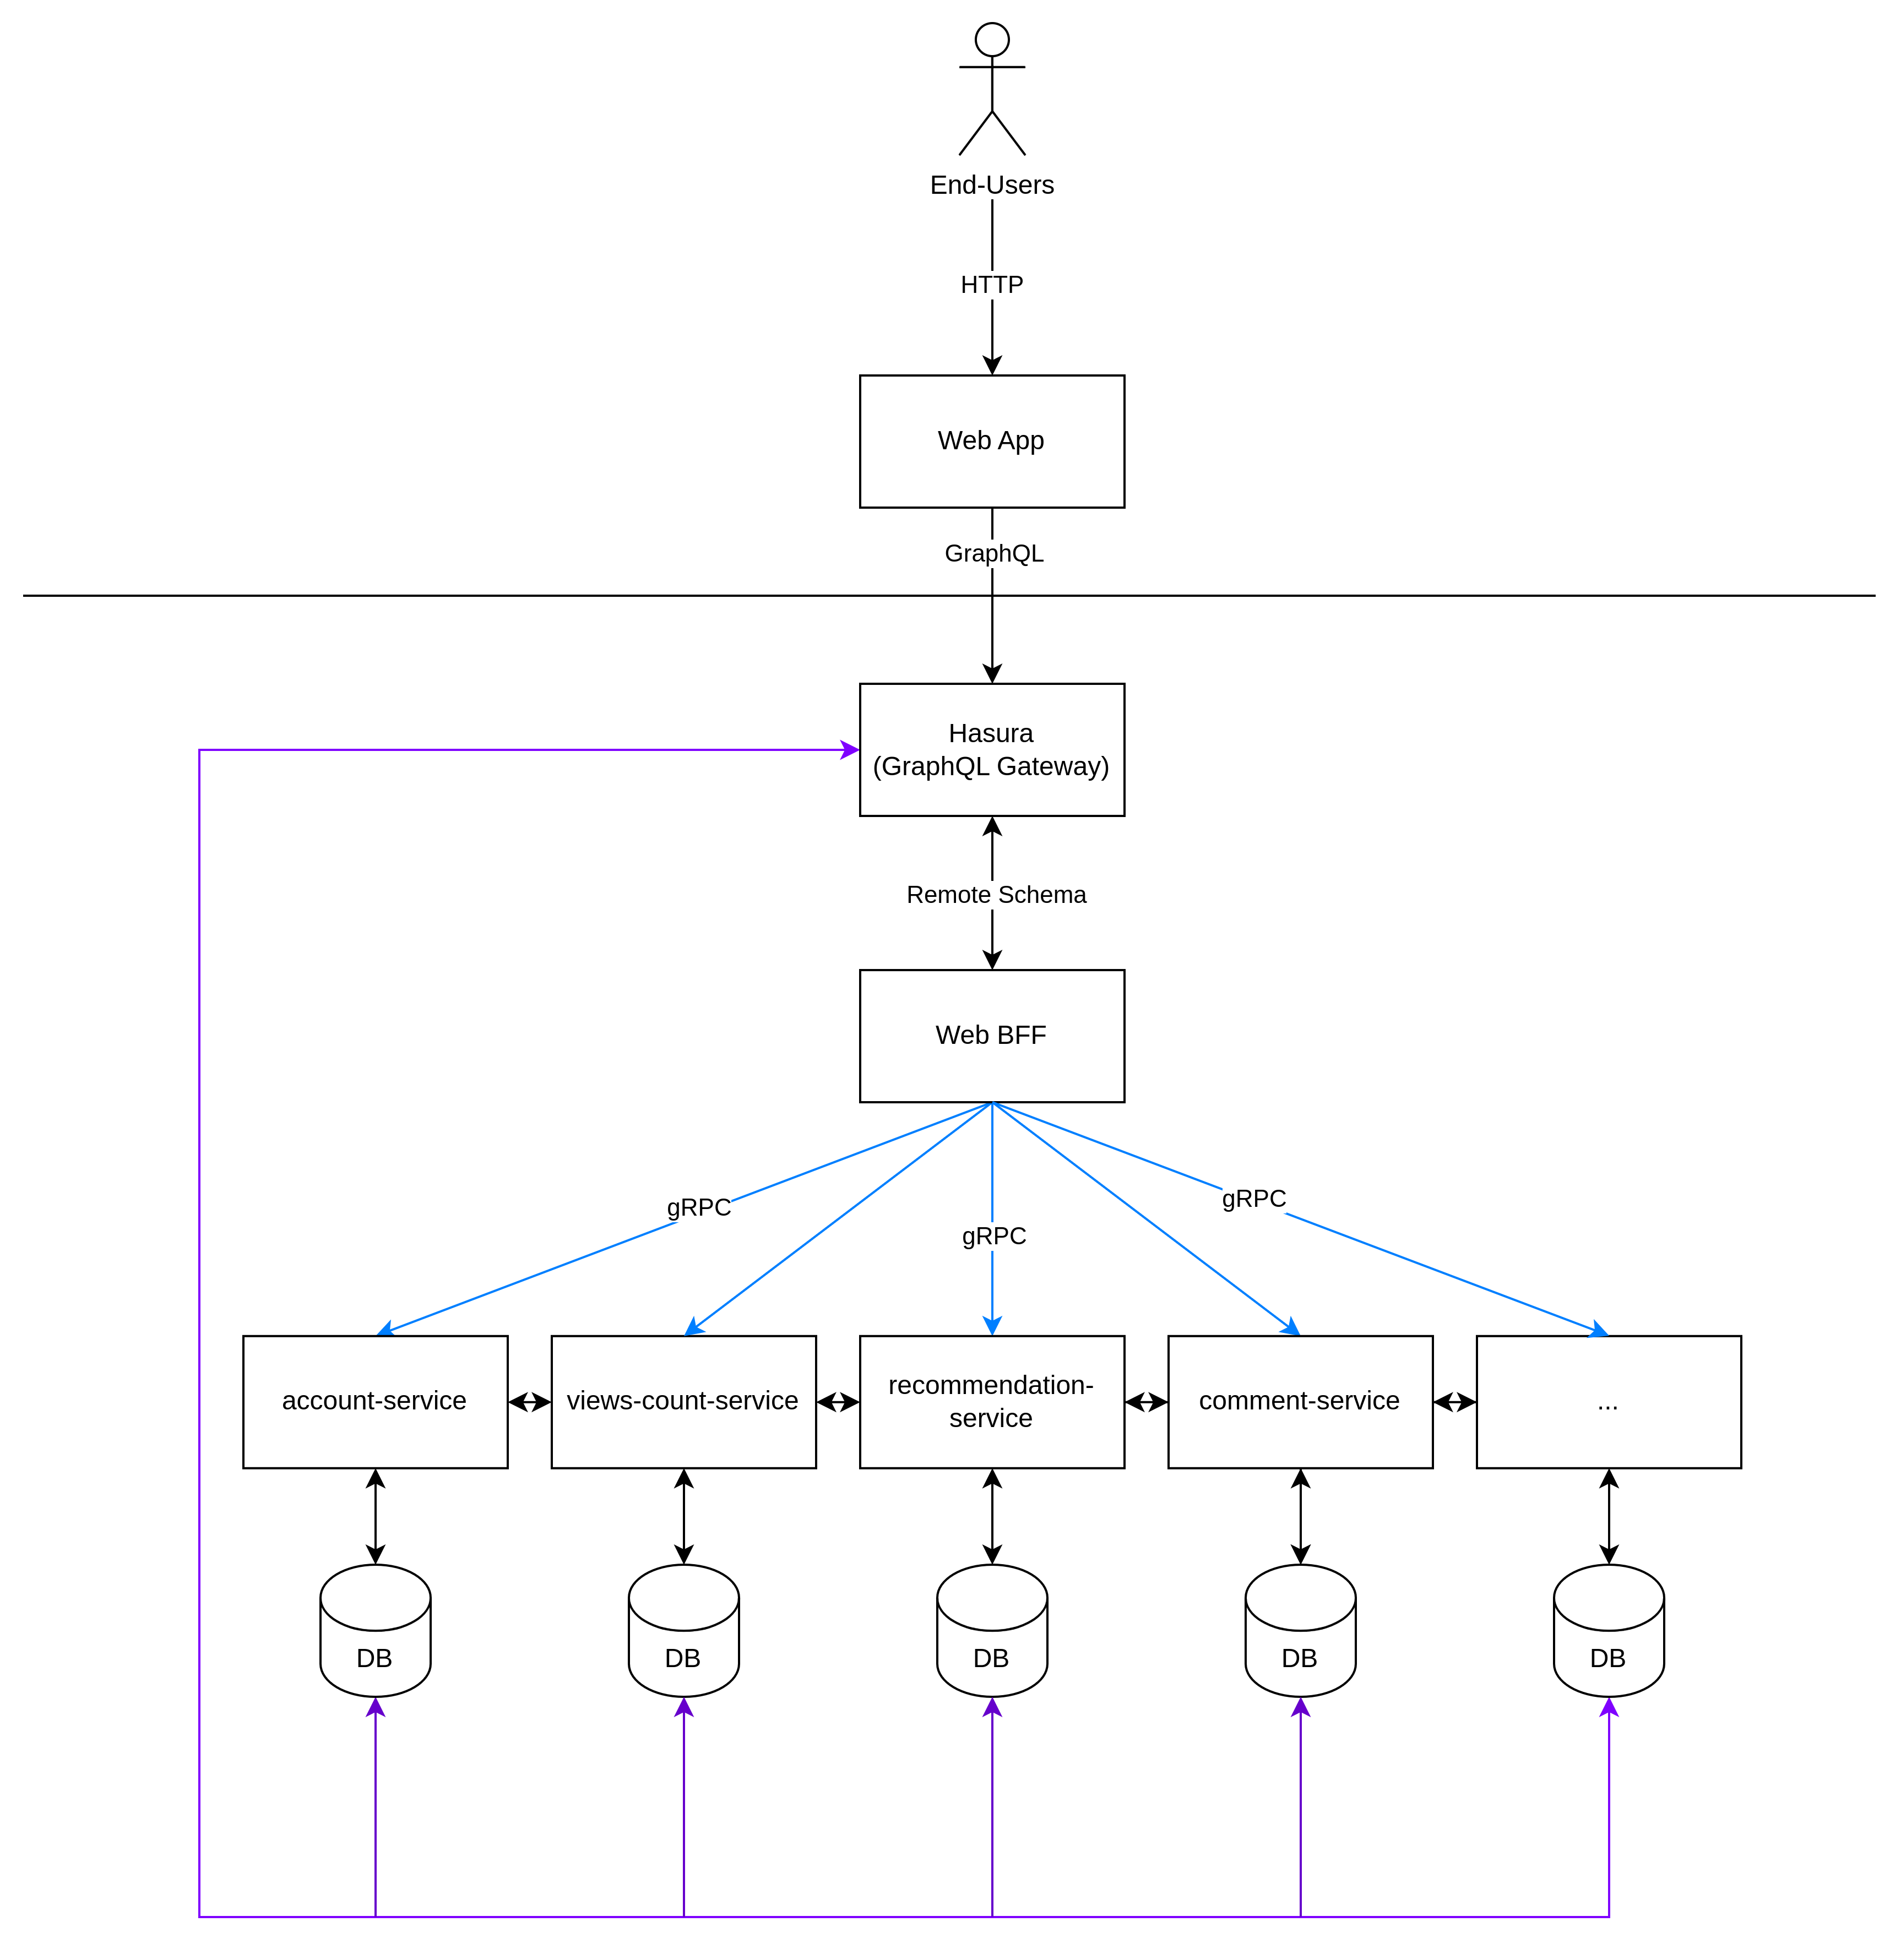 End-Users
HTTP
Web App
GraphQL
Hasura
(GraphQL Gateway)
Remote Schema
Web BFF
gRPC
gRPC
gRPC
account-service
views-count-service
recommendation-
service
comment-service
...
DB
DB
DB
DB
DB